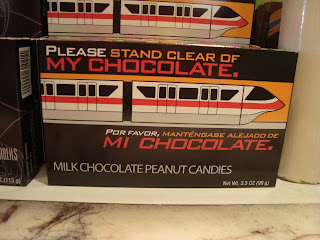 PLEASE STAND CLEAR OF
MY CHOCOLATE.
POR FAVOR, MANTÉNGASE ALEJADO DE
MI CHOCOLATE.
MILK CHOCOLATE PEANUT CANDIES
Net Wt. 3.5 OZ (99 g)